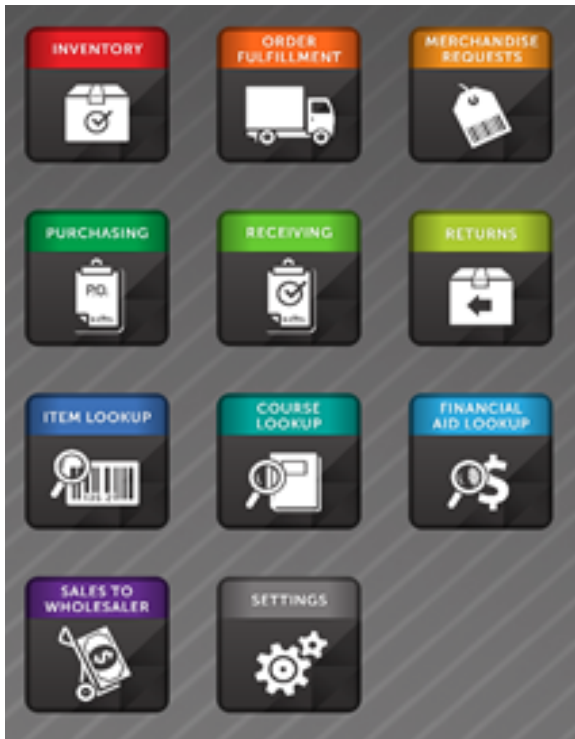 INVENTORY
ORDER
FULFILLMENT
MERCHANDISE
REQUESTS
PURCHASING
P.O.
RECEIVING
RETURNS
ITEM LOOKUP
COURSE
LOOKUP
FINANCIAL
AID LOOKUP
$
SALES TO
WHOLESALER
$
SETTINGS